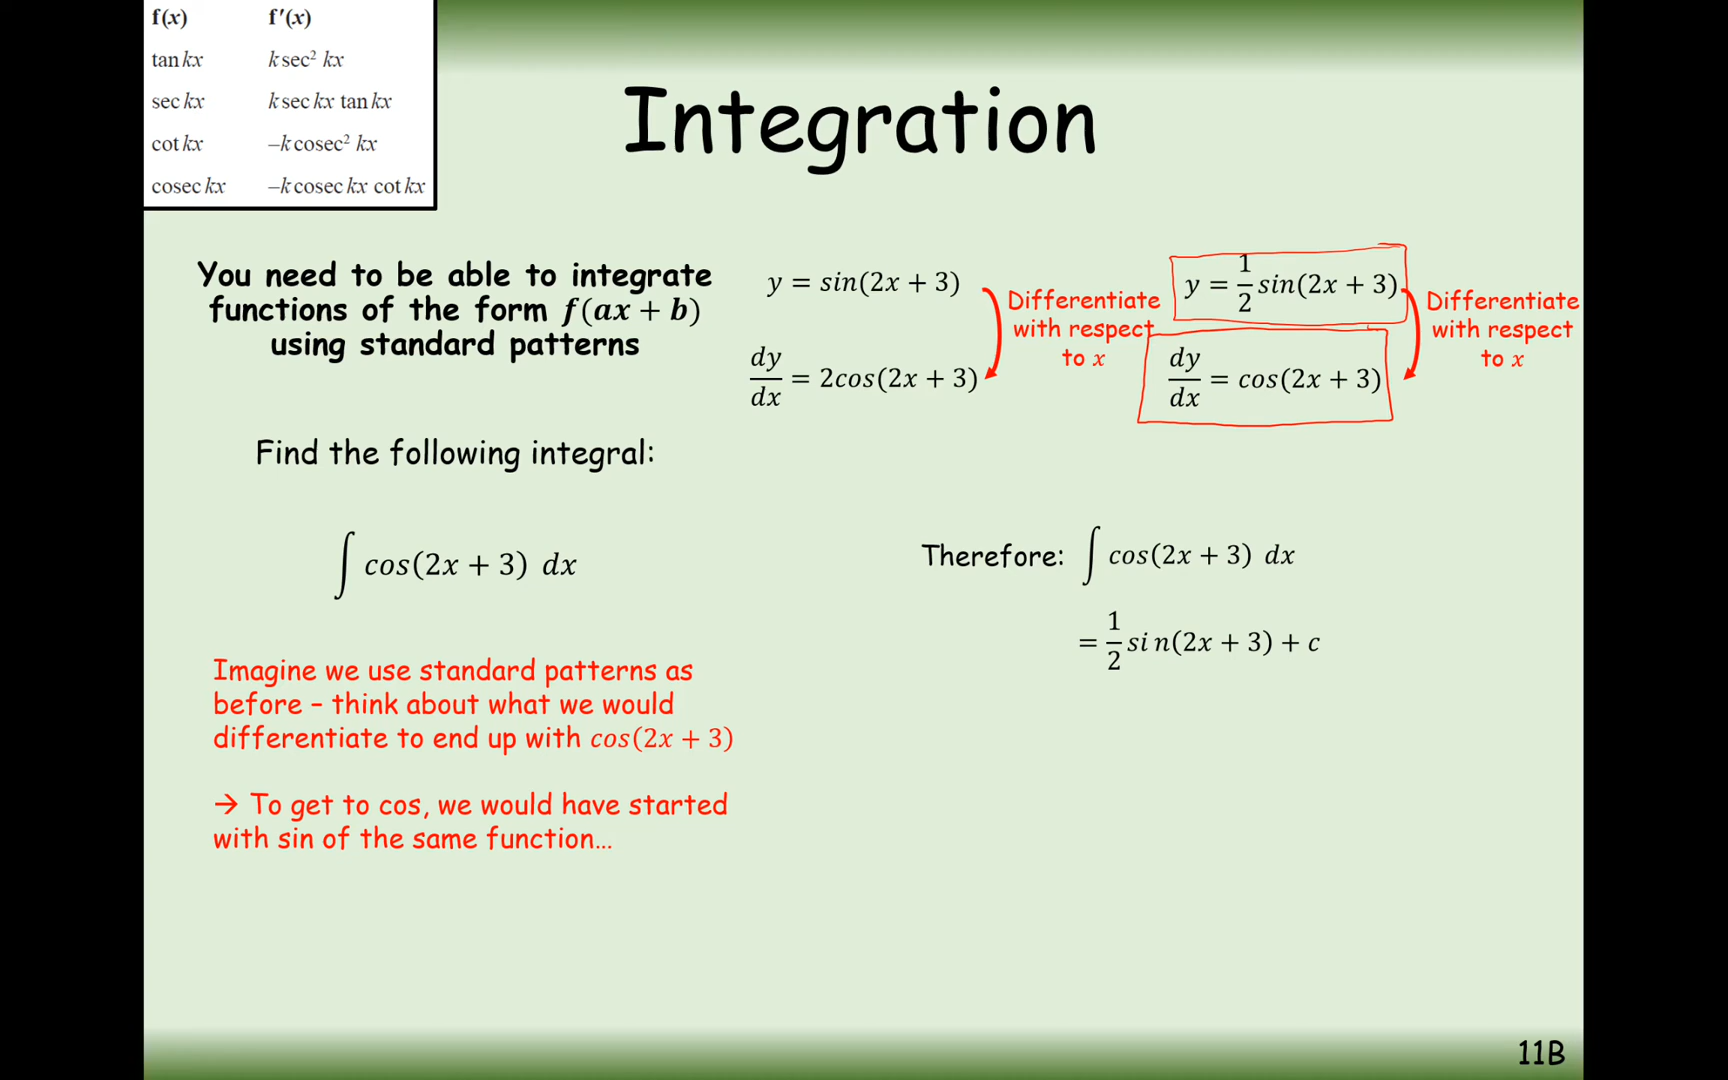 f(x) f′(x)
tan kx k sec² kx
sec kx k sec kx tan kx
cot kx –k cosec² kx
cosec kx –k cosec kx cot kx
Integration
You need to be able to integrate
functions of the form f(ax + b)
using standard patterns
Find the following integral:
∫ cos(2x + 3) dx
Imagine we use standard patterns as
before – think about what we would
differentiate to end up with cos(2x + 3)
→ To get to cos, we would have started
with sin of the same function…
y = sin(2x + 3)
Differentiate
with respect
to x
dy/dx = 2cos(2x + 3)
y = 1/2 sin(2x + 3)
Differentiate
with respect
to x
dy/dx = cos(2x + 3)
Therefore: ∫ cos(2x + 3) dx
= 1/2 sin(2x + 3) + c
11B